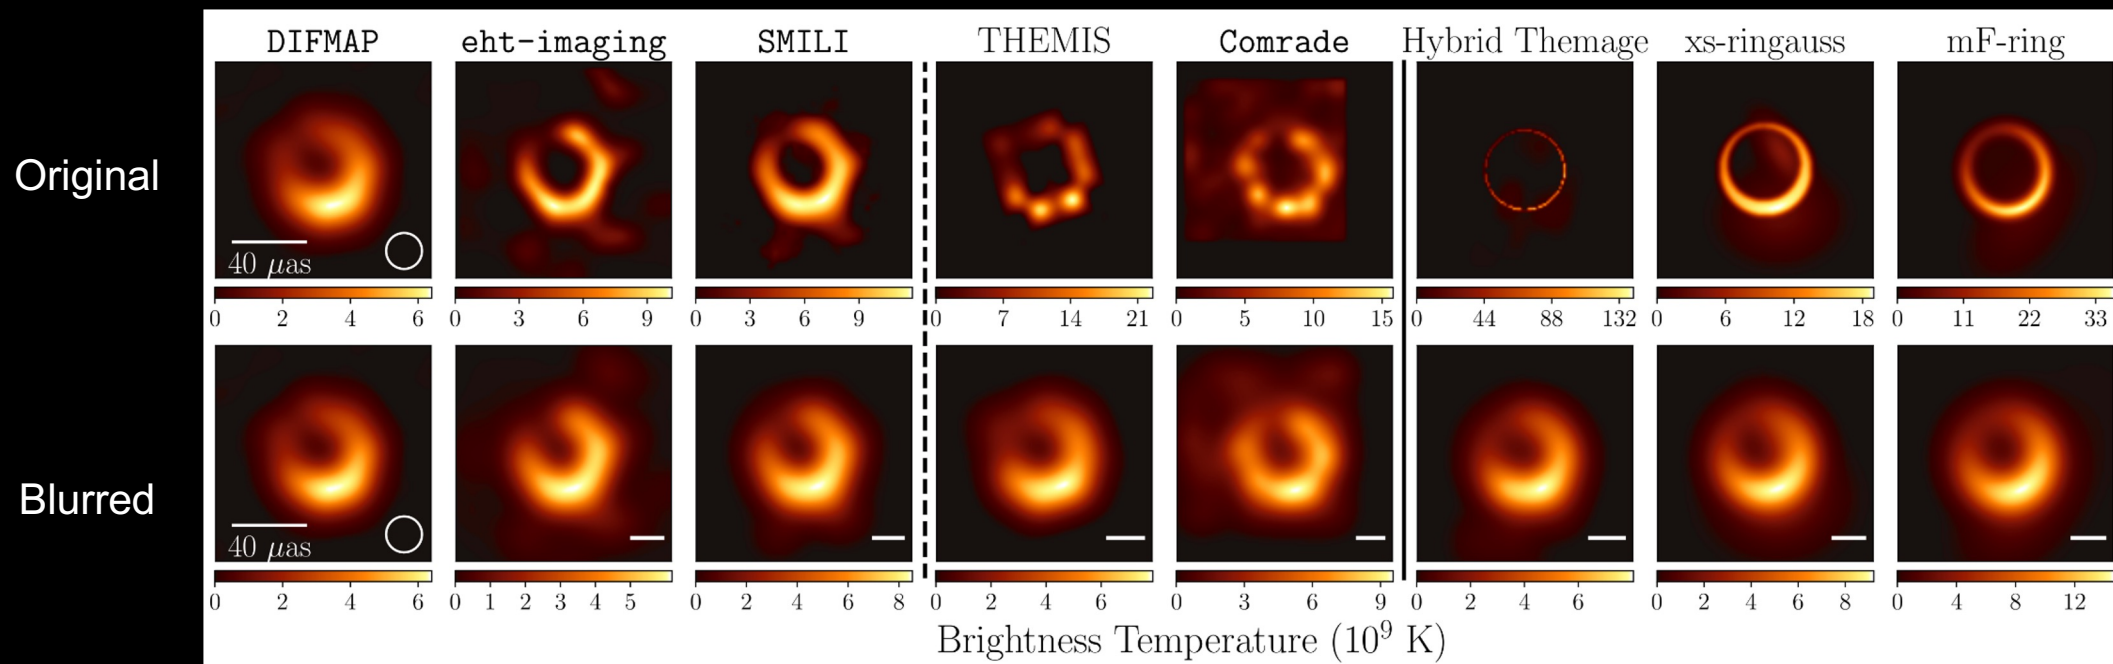 DIFMAP eht-imaging SMILI THEMIS Comrade Hybrid Themage xs-ringauss mF-ring
Original
40 μas
0 2 4 6 0 3 6 9 0 3 6 9 0 7 14 21 0 5 10 15 0 44 88 132 0 6 12 18 0 11 22 33
Blurred
40 μas
0 2 4 6 0 1 2 3 4 5 0 2 4 6 8 0 2 4 6 0 3 6 9 0 2 4 6 0 2 4 6 8 0 4 8 12
Brightness Temperature (10⁹ K)